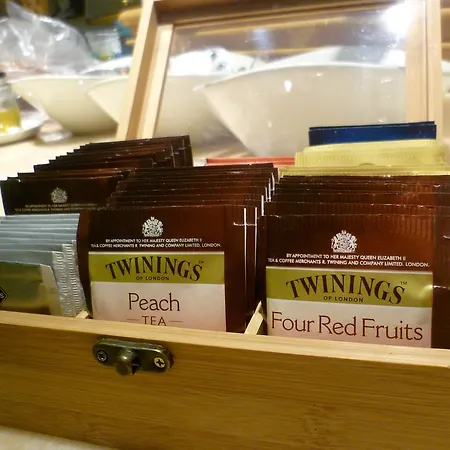 BY APPOINTMENT TO HER MAJESTY QUEEN ELIZABETH II
TEA & COFFEE MERCHANTS R. TWINING AND COMPANY LIMITED, LONDON
TWININGS™
OF LONDON
Peach
TEA
BY APPOINTMENT TO HER MAJESTY QUEEN ELIZABETH II
TEA & COFFEE MERCHANTS R. TWINING AND COMPANY LIMITED, LONDON.
TWININGS™
OF LONDON
Four Red Fruits